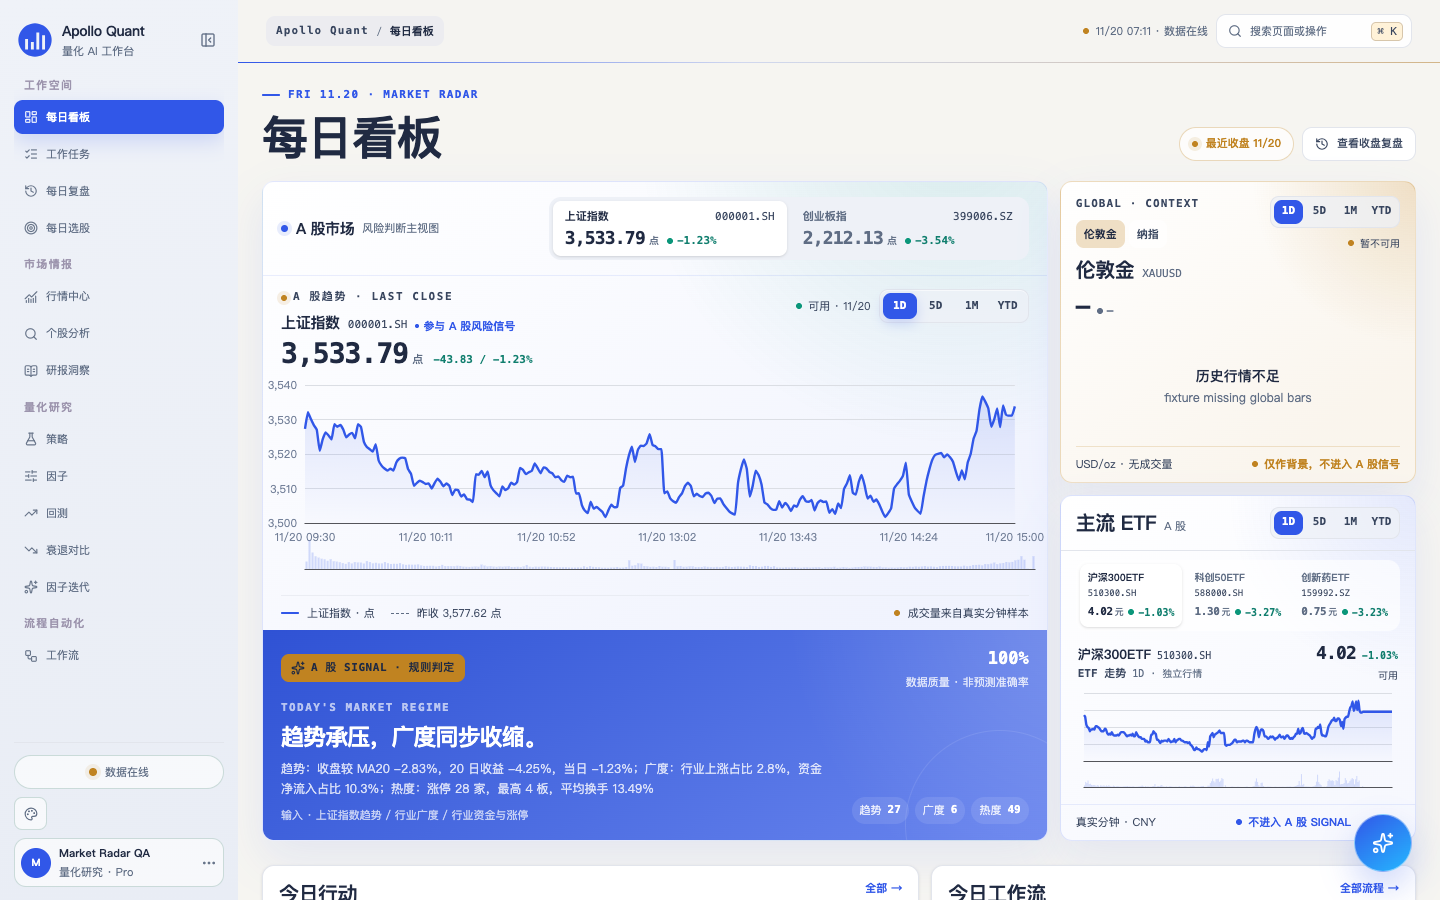 Apollo Quant
量化 AI 工作台
工作空间
每日看板
工作任务
每日复盘
每日选股
市场情报
行情中心
个股分析
研报洞察
量化研究
策略
因子
回测
衰退对比
因子迭代
流程自动化
工作流
数据在线
M
Market Radar QA
量化研究 · Pro
Apollo Quant / 每日看板
11/20 07:11 · 数据在线
搜索页面或操作
⌘ K
FRI 11.20 · MARKET RADAR
每日看板
最近收盘 11/20
查看收盘复盘
A 股市场 风险判断主视图
上证指数 000001.SH
3,533.79 点 −1.23%
创业板指 399006.SZ
2,212.13 点 −3.54%
A 股趋势 · LAST CLOSE
上证指数 000001.SH 参与 A 股风险信号
3,533.79 点 −43.83 / −1.23%
可用 · 11/20
1D 5D 1M YTD
3,540
3,530
3,520
3,510
3,500
11/20 09:30 11/20 10:11 11/20 10:52 11/20 13:02 11/20 13:43 11/20 14:24 11/20 15:00
上证指数 · 点 昨收 3,577.62 点
成交量来自真实分钟样本
A 股 SIGNAL · 规则判定
100%
数据质量 · 非预测准确率
TODAY'S MARKET REGIME
趋势承压，广度同步收缩。
趋势：收盘较 MA20 −2.83%，20 日收益 −4.25%，当日 −1.23%；广度：行业上涨占比 2.8%，资金
净流入占比 10.3%；热度：涨停 28 家，最高 4 板，平均换手 13.49%
输入 · 上证指数趋势 / 行业广度 / 行业资金与涨停
趋势 27 广度 6 热度 49
GLOBAL · CONTEXT
1D 5D 1M YTD
伦敦金 纳指
暂不可用
伦敦金 XAUUSD
— –
历史行情不足
fixture missing global bars
USD/oz · 无成交量
仅作背景，不进入 A 股信号
主流 ETF A 股
1D 5D 1M YTD
沪深300ETF
510300.SH
4.02 元 −1.03%
科创50ETF
588000.SH
1.30 元 −3.27%
创新药ETF
159992.SZ
0.75 元 −3.23%
沪深300ETF 510300.SH
4.02 −1.03%
ETF 走势 1D · 独立行情
可用
真实分钟 · CNY
不进入 A 股 SIGNAL
今日行动
全部 →
今日工作流
全部流程 →